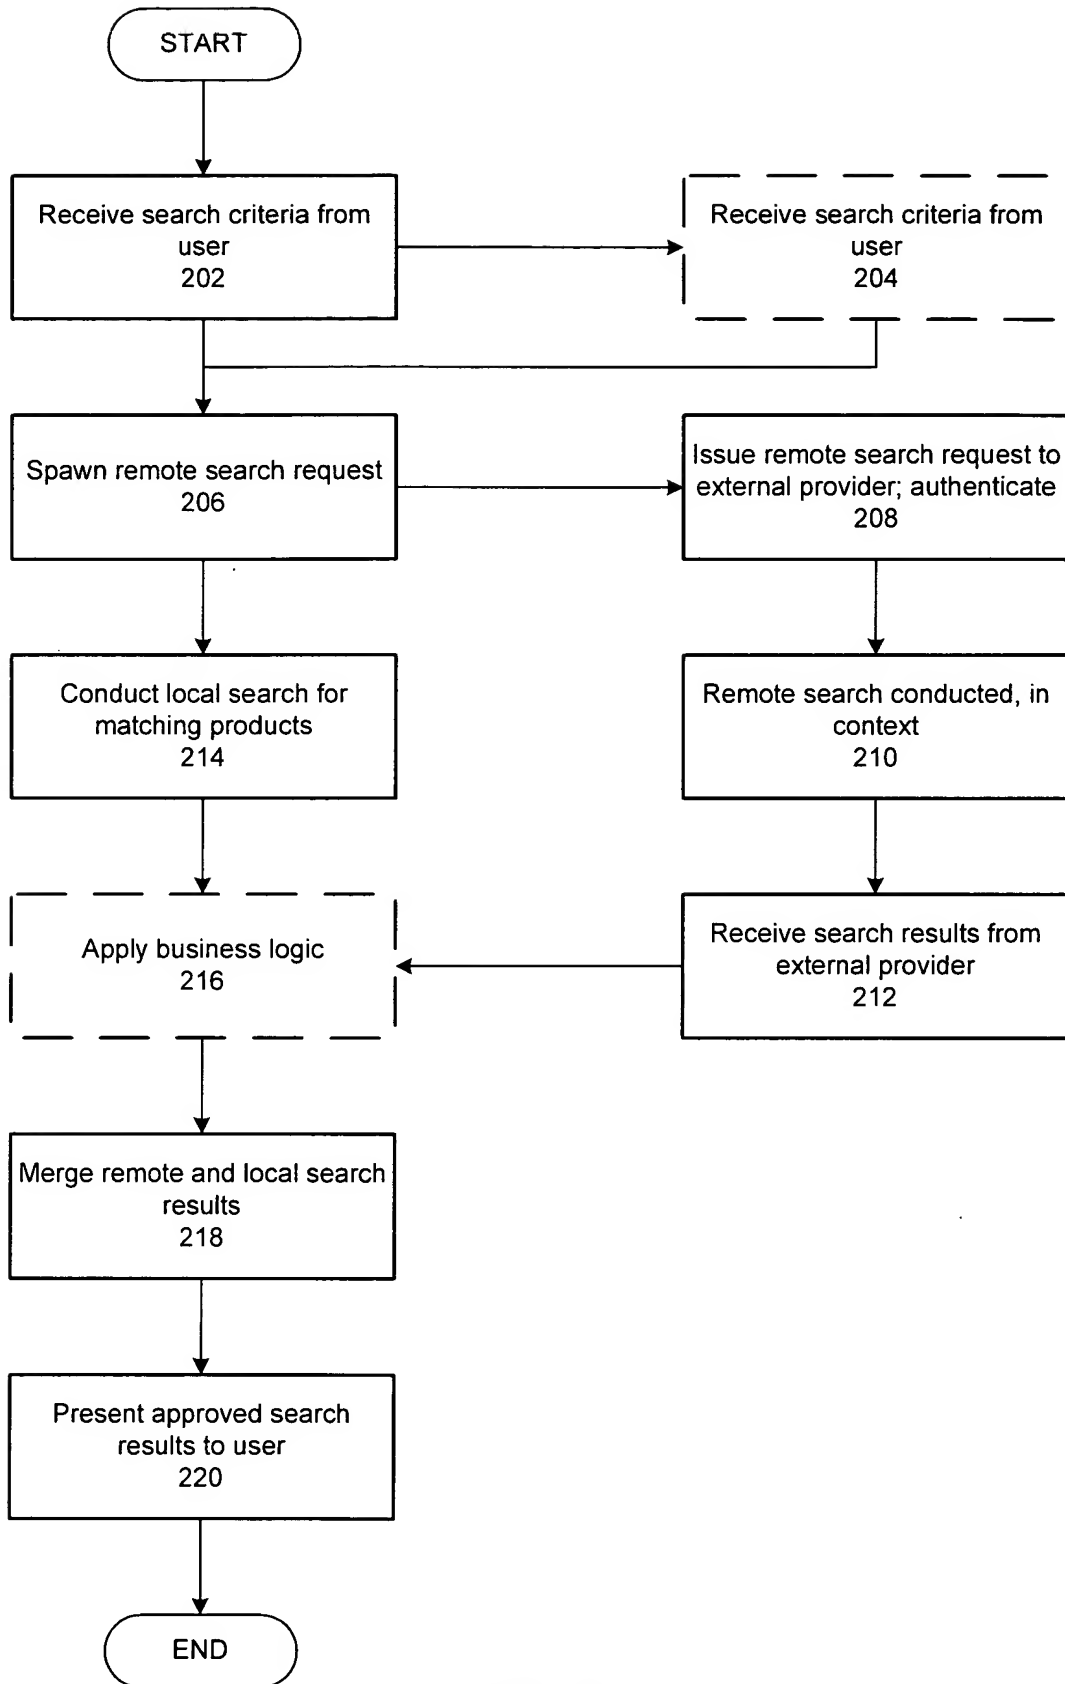 START
Receive search criteria from
user
202
Receive search criteria from
user
204
Spawn remote search request
206
Issue remote search request to
external provider; authenticate
208
Conduct local search for
matching products
214
Remote search conducted, in
context
210
Apply business logic
216
Receive search results from
external provider
212
Merge remote and local search
results
218
Present approved search
results to user
220
END